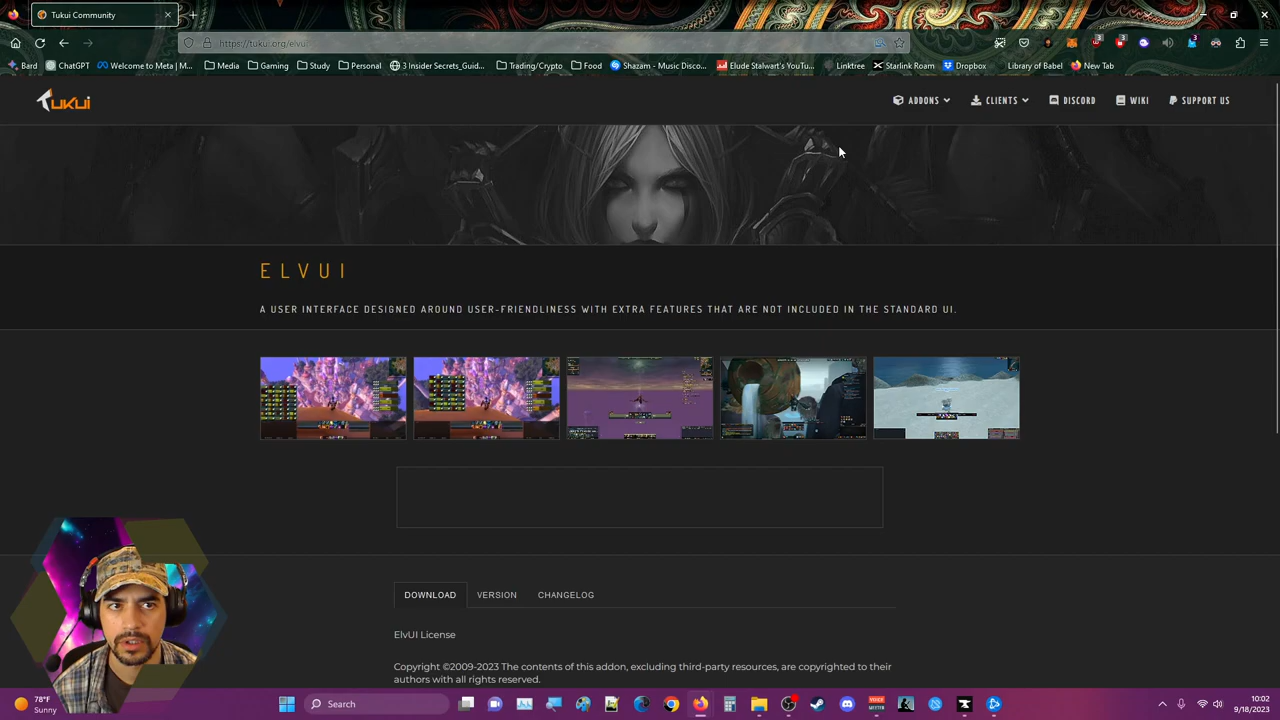 Tukui Community
https://tukui.org/elvui
Bard
ChatGPT
Welcome to Meta | M...
Media
Gaming
Study
Personal
3 Insider Secrets_Guid...
Trading/Crypto
Food
Shazam - Music Disco...
Elude Stalwart's YouTu...
Linktree
Starlink Roam
Dropbox
Library of Babel
New Tab
TUKUI
ADDONS
CLIENTS
DISCORD
WIKI
SUPPORT US
ELVUI
A USER INTERFACE DESIGNED AROUND USER-FRIENDLINESS WITH EXTRA FEATURES THAT ARE NOT INCLUDED IN THE STANDARD UI.
DOWNLOAD
VERSION
CHANGELOG
ElvUI License
Copyright ©2009-2023 The contents of this addon, excluding third-party resources, are copyrighted to their
authors with all rights reserved.
78°F
Sunny
Search
10:02
9/18/2023